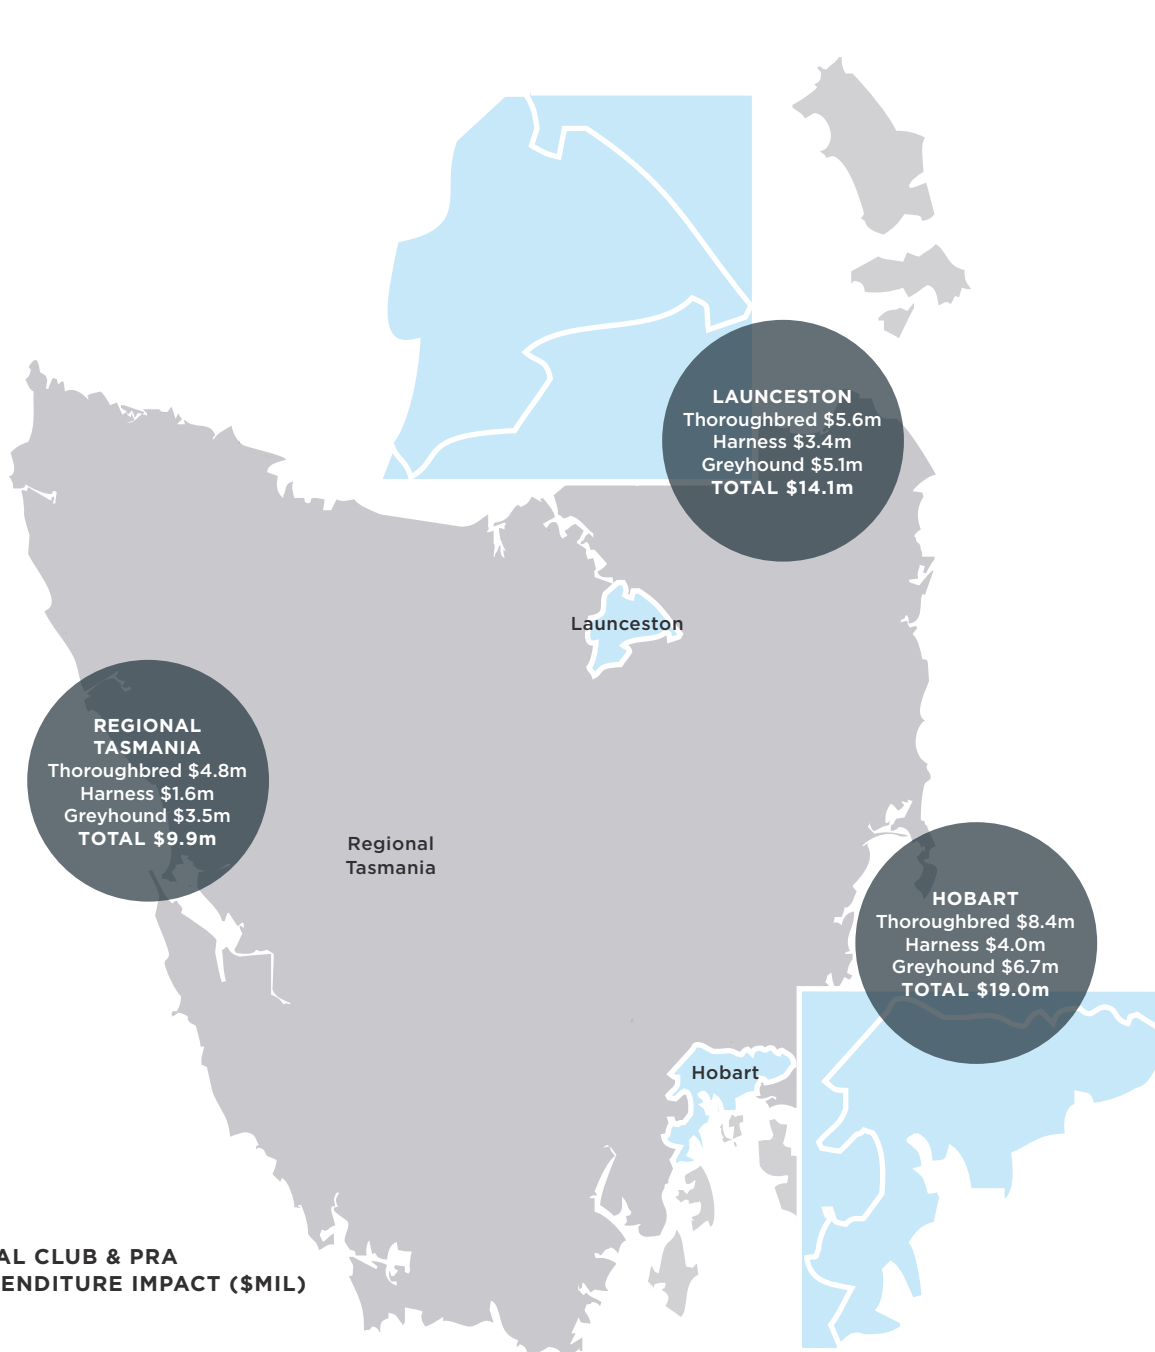 LAUNCESTON
Thoroughbred $5.6m
Harness $3.4m
Greyhound $5.1m
TOTAL $14.1m
Launceston
REGIONAL
TASMANIA
Thoroughbred $4.8m
Harness $1.6m
Greyhound $3.5m
TOTAL $9.9m
Regional
Tasmania
HOBART
Thoroughbred $8.4m
Harness $4.0m
Greyhound $6.7m
TOTAL $19.0m
Hobart
AL CLUB & PRA
ENDITURE IMPACT ($MIL)